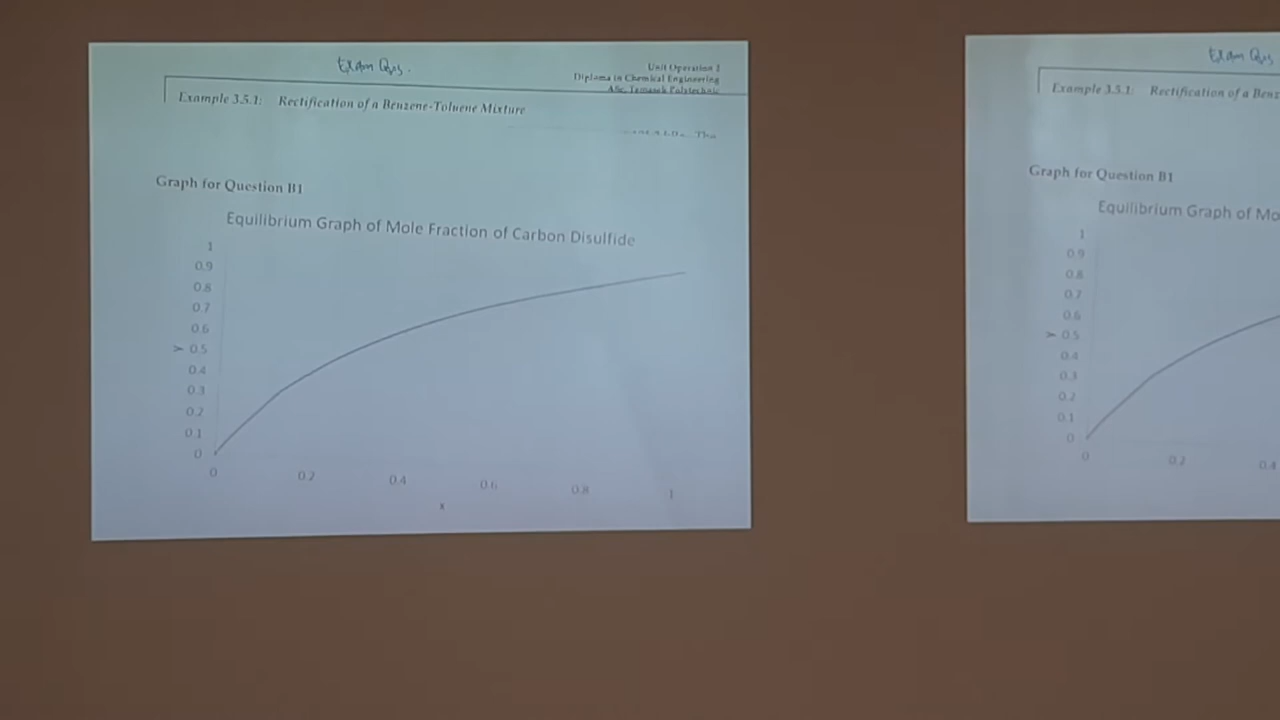 Exam Qns.
Unit Operation 2
Diploma in Chemical Engineering
ASc, Temasek Polytechnic
Example 3.5.1: Rectification of a Benzene-Toluene Mixture
The
Graph for Question B1
Equilibrium Graph of Mole Fraction of Carbon Disulfide
1
0.9
0.8
0.7
0.6
Y 0.5
0.4
0.3
0.2
0.1
0
0 0.2 0.4 0.6 0.8 1
x
Exam Qns
Example 3.5.1: Rectification of a Benz
Graph for Question B1
Equilibrium Graph of Mo
1
0.9
0.8
0.7
0.6
Y 0.5
0.4
0.3
0.2
0.1
0
0 0.2 0.4